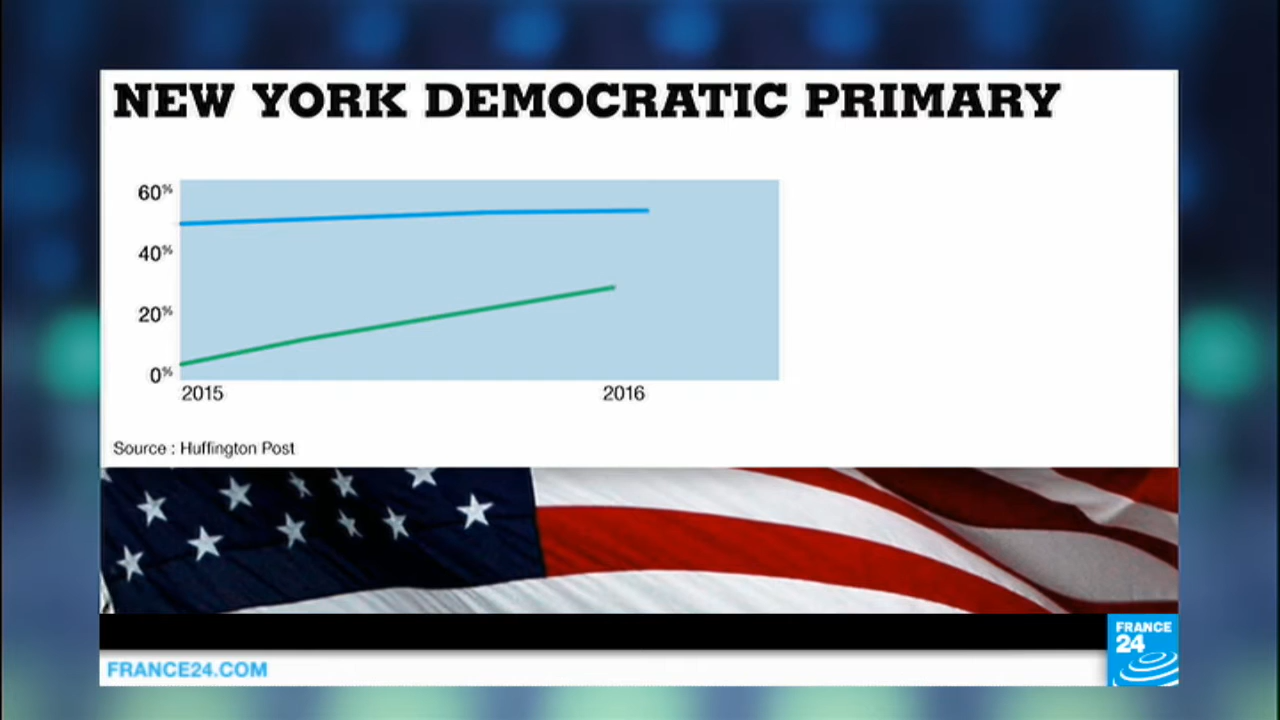 NEW YORK DEMOCRATIC PRIMARY
60%
40%
20%
0%
2015 2016
Source : Huffington Post
FRANCE
24
FRANCE24.COM